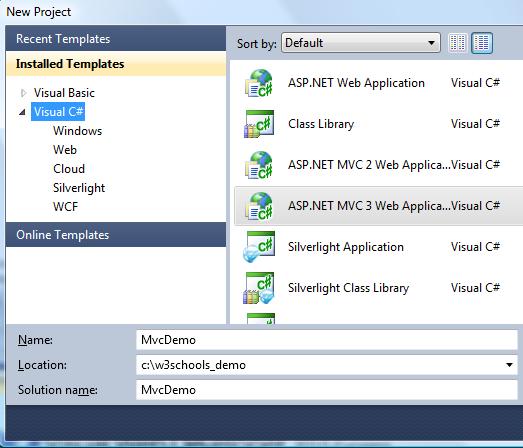 New Project
Recent Templates
Installed Templates
Visual Basic
Visual C#
Windows
Web
Cloud
Silverlight
WCF
Online Templates
Sort by: Default
ASP.NET Web Application Visual C#
Class Library Visual C#
ASP.NET MVC 2 Web Applica... Visual C#
ASP.NET MVC 3 Web Applica... Visual C#
Silverlight Application Visual C#
Silverlight Class Library Visual C#
Name: MvcDemo
Location: c:\w3schools_demo
Solution name: MvcDemo